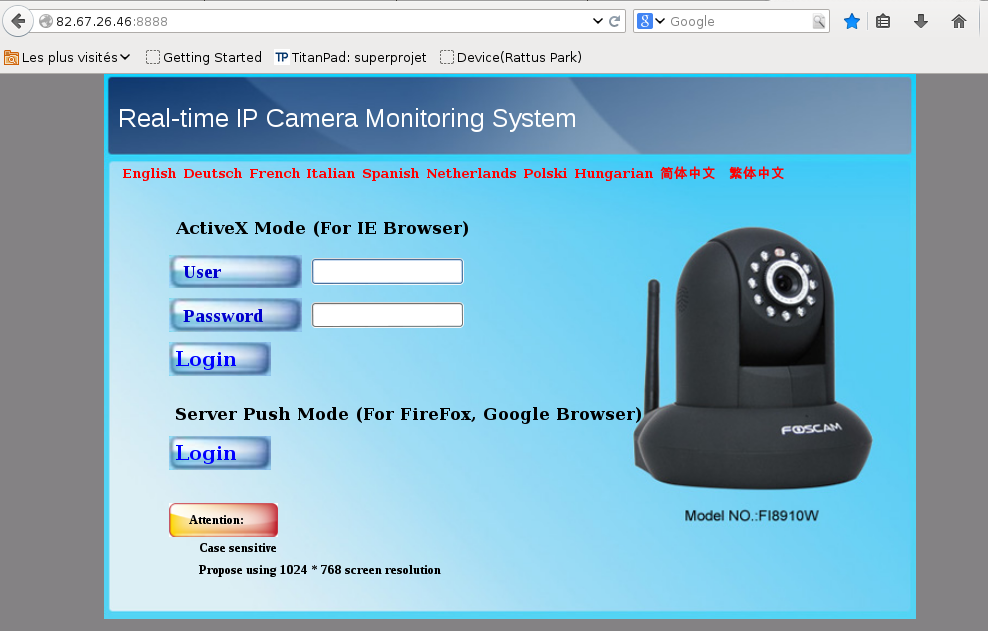 82.67.26.46:8888
Google
Les plus visités
Getting Started
TP TitanPad: superprojet
Device(Rattus Park)
Real-time IP Camera Monitoring System
English Deutsch French Italian Spanish Netherlands Polski Hungarian 简体中文 繁体中文
ActiveX Mode (For IE Browser)
User
Password
Login
Server Push Mode (For FireFox, Google Browser)
Login
FOSCAM
Model NO.:FI8910W
Attention:
Case sensitive
Propose using 1024 * 768 screen resolution